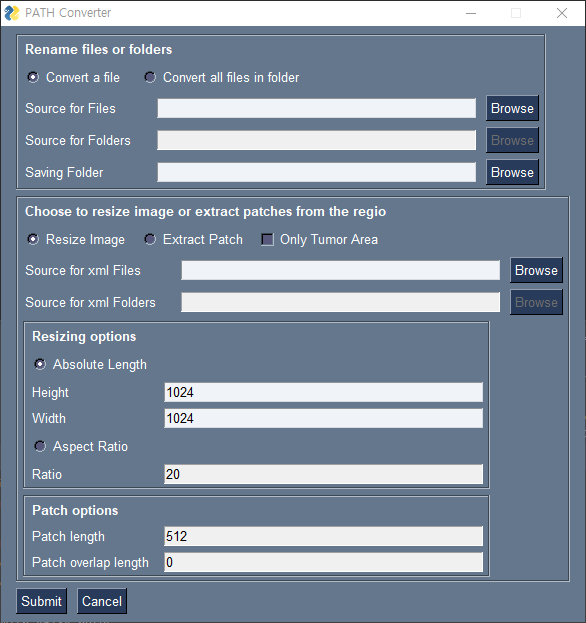 PATH Converter
Rename files or folders
Convert a file Convert all files in folder
Source for Files Browse
Source for Folders Browse
Saving Folder Browse
Choose to resize image or extract patches from the regio
Resize Image Extract Patch Only Tumor Area
Source for xml Files Browse
Source for xml Folders Browse
Resizing options
Absolute Length
Height 1024
Width 1024
Aspect Ratio
Ratio 20
Patch options
Patch length 512
Patch overlap length 0
Submit Cancel